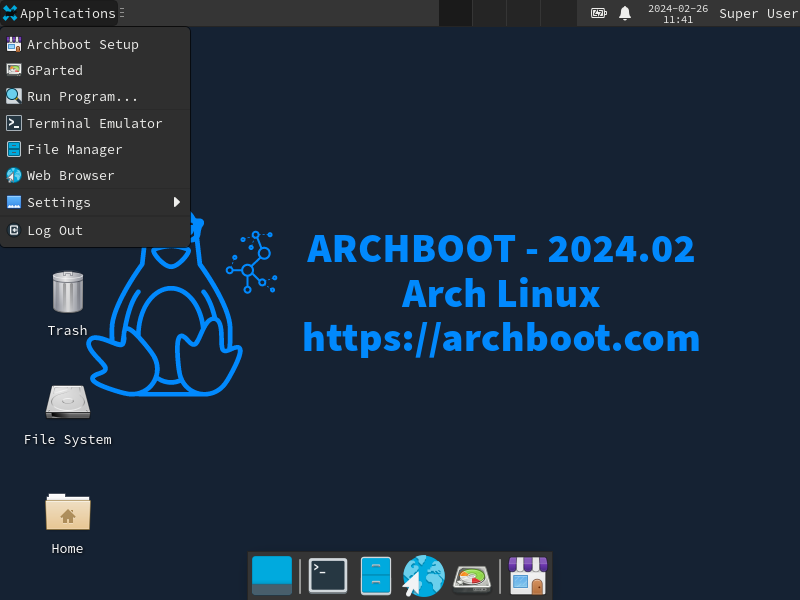 Applications
2024-02-26
11:41
Super User
Archboot Setup
GParted
Run Program...
Terminal Emulator
File Manager
Web Browser
Settings
Log Out
ARCHBOOT - 2024.02
Arch Linux
https://archboot.com
Trash
File System
Home